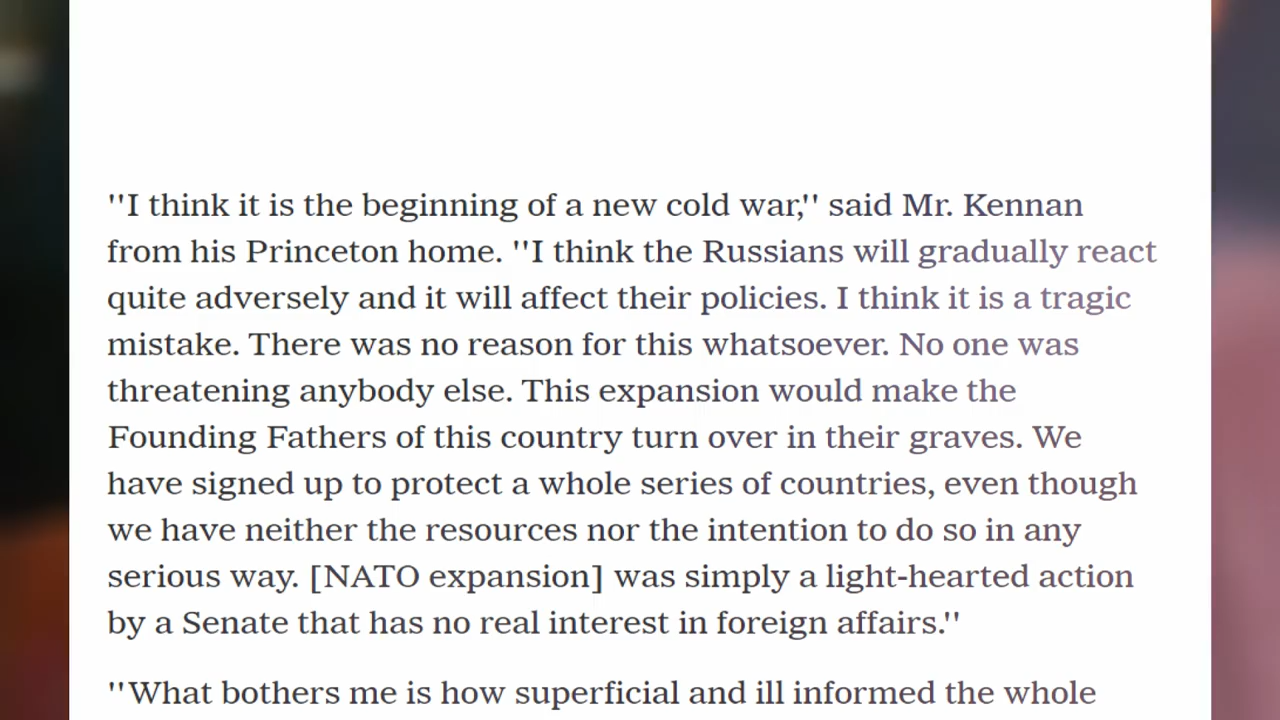 ''I think it is the beginning of a new cold war,'' said Mr. Kennan
from his Princeton home. ''I think the Russians will gradually react
quite adversely and it will affect their policies. I think it is a tragic
mistake. There was no reason for this whatsoever. No one was
threatening anybody else. This expansion would make the
Founding Fathers of this country turn over in their graves. We
have signed up to protect a whole series of countries, even though
we have neither the resources nor the intention to do so in any
serious way. [NATO expansion] was simply a light-hearted action
by a Senate that has no real interest in foreign affairs.''
''What bothers me is how superficial and ill informed the whole